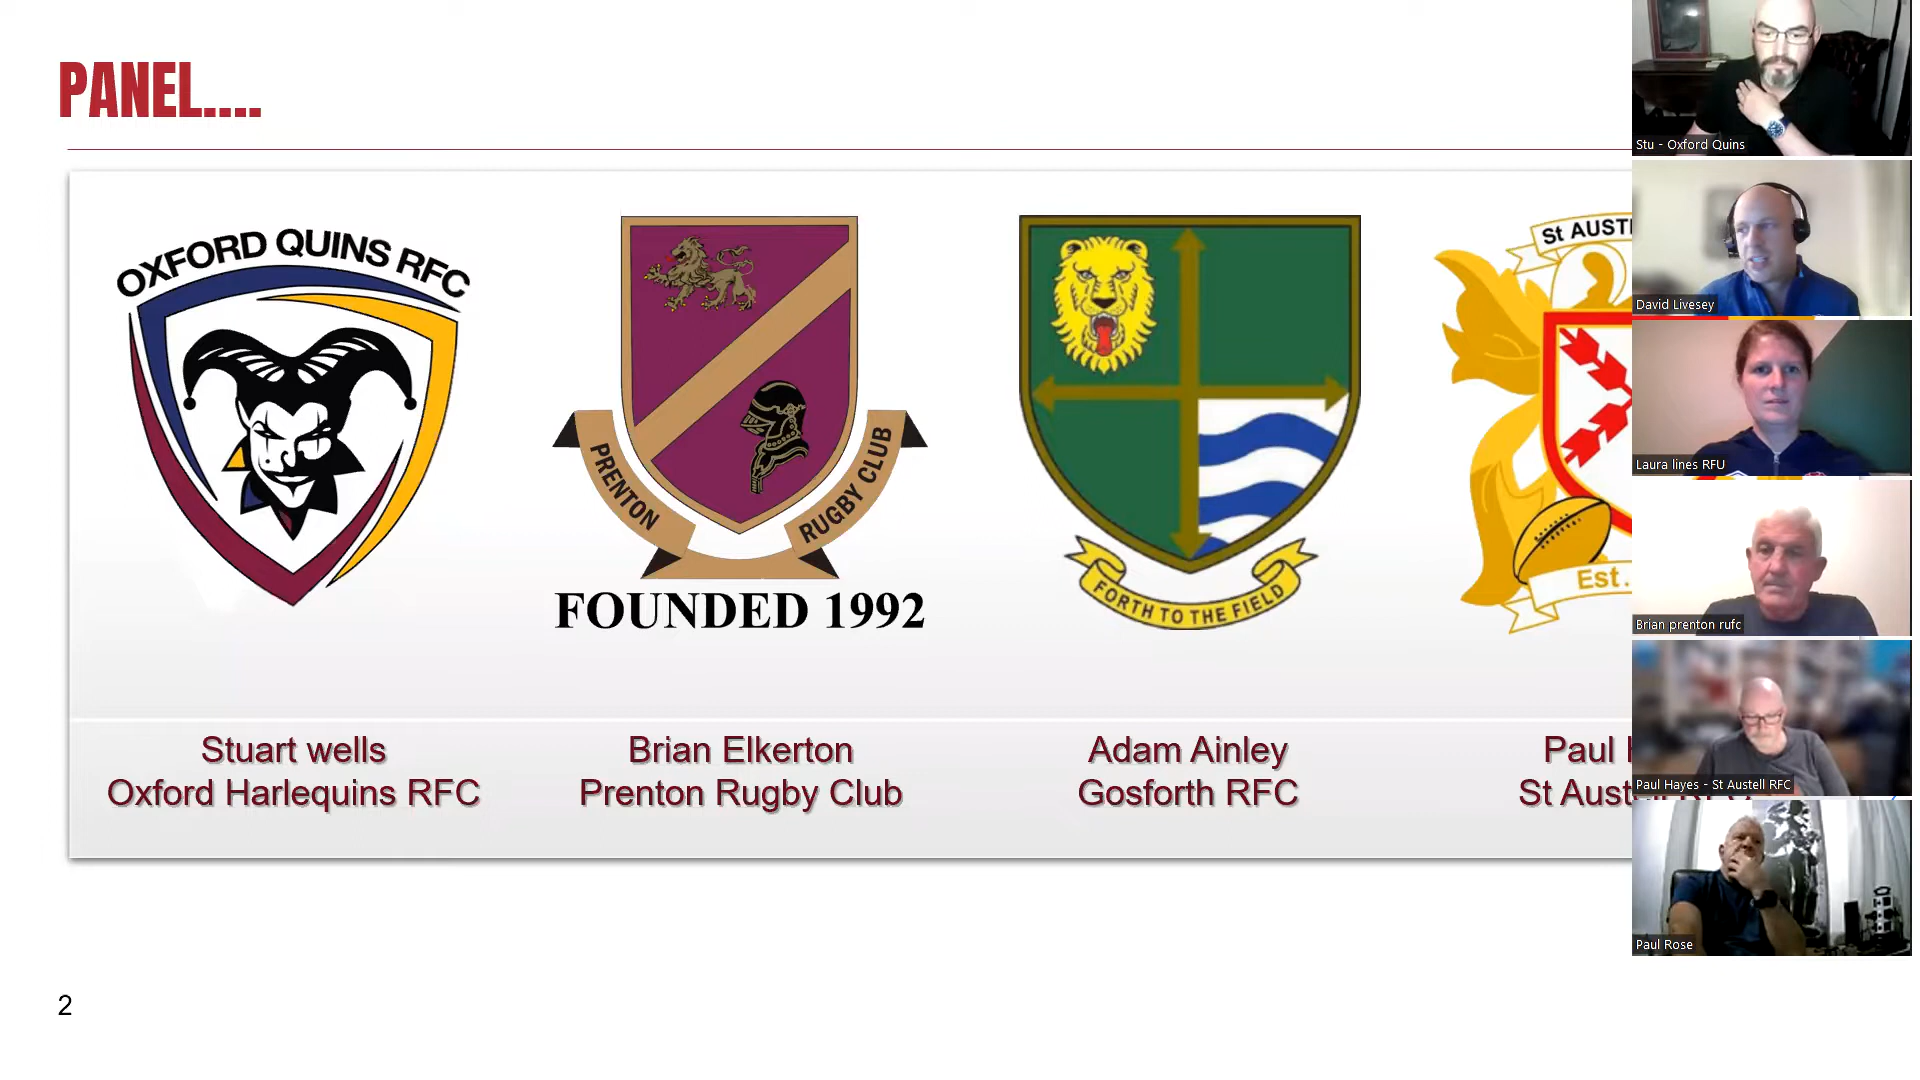 PANEL....
OXFORD QUINS RFC
PRENTON RUGBY CLUB
FOUNDED 1992
FORTH TO THE FIELD
St AUST
Est.
Stuart wells
Oxford Harlequins RFC
Brian Elkerton
Prenton Rugby Club
Adam Ainley
Gosforth RFC
Paul
St Aust
Stu - Oxford Quins
David Livesey
Laura lines RFU
Brian prenton rufc
Paul Hayes - St Austell RFC
Paul Rose
2